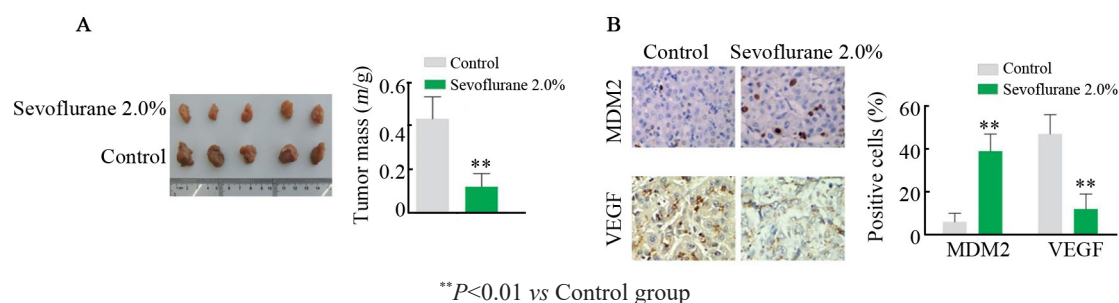 A
Sevoflurane 2.0%
Control
Tumor mass (m/g)
0.6
0.4
0.2
0
Control
Sevoflurane 2.0%
**
B
Control Sevoflurane 2.0%
MDM2
VEGF
Positive cells (%)
60
40
20
0
Control
Sevoflurane 2.0%
**
**
MDM2 VEGF
**P<0.01 vs Control group